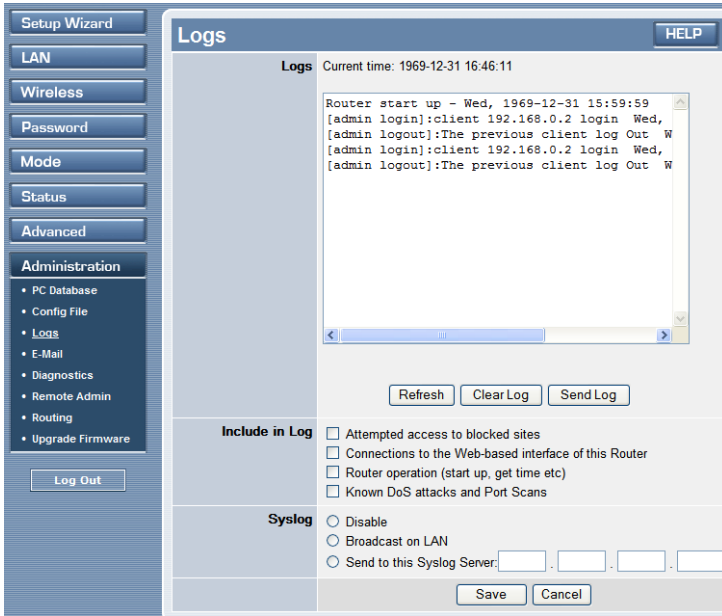 Setup Wizard
LAN
Wireless
Password
Mode
Status
Advanced
Administration
• PC Database
• Config File
• Logs
• E-Mail
• Diagnostics
• Remote Admin
• Routing
• Upgrade Firmware
Log Out
Logs
HELP
Logs Current time: 1969-12-31 16:46:11
Router start up - Wed, 1969-12-31 15:59:59
[admin login]:client 192.168.0.2 login Wed,
[admin logout]:The previous client log Out W
[admin login]:client 192.168.0.2 login Wed,
[admin logout]:The previous client log Out W
Refresh Clear Log Send Log
Include in Log Attempted access to blocked sites
Connections to the Web-based interface of this Router
Router operation (start up, get time etc)
Known DoS attacks and Port Scans
Syslog Disable
Broadcast on LAN
Send to this Syslog Server: . . .
Save Cancel